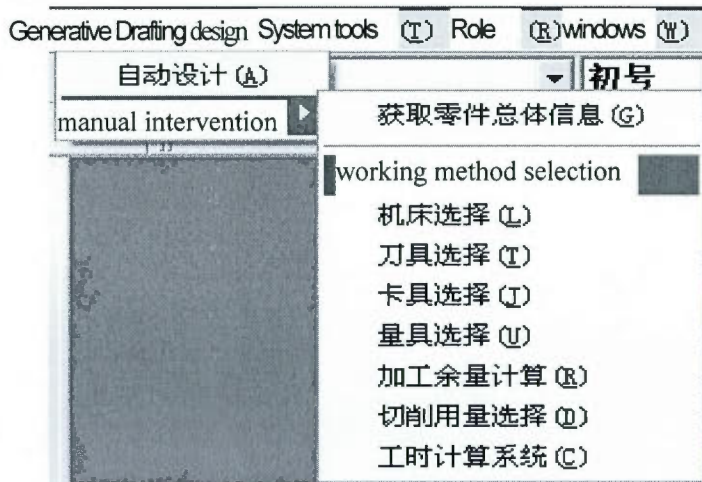 Generative Drafting design System tools (T) Role (R)windows (W)
自动设计(A)
初号
manual intervention
获取零件总体信息(G)
working method selection
机床选择(L)
刀具选择(T)
卡具选择(J)
量具选择(U)
加工余量计算(R)
切削用量选择(D)
工时计算系统(C)